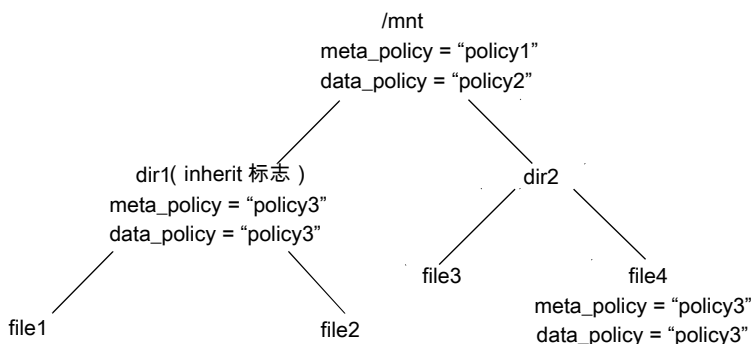 /mnt
meta_policy = “policy1”
data_policy = “policy2”
dir1( inherit 标志 )
meta_policy = “policy3”
data_policy = “policy3”
dir2
file1
file2
file3
file4
meta_policy = “policy3”
data_policy = “policy3”